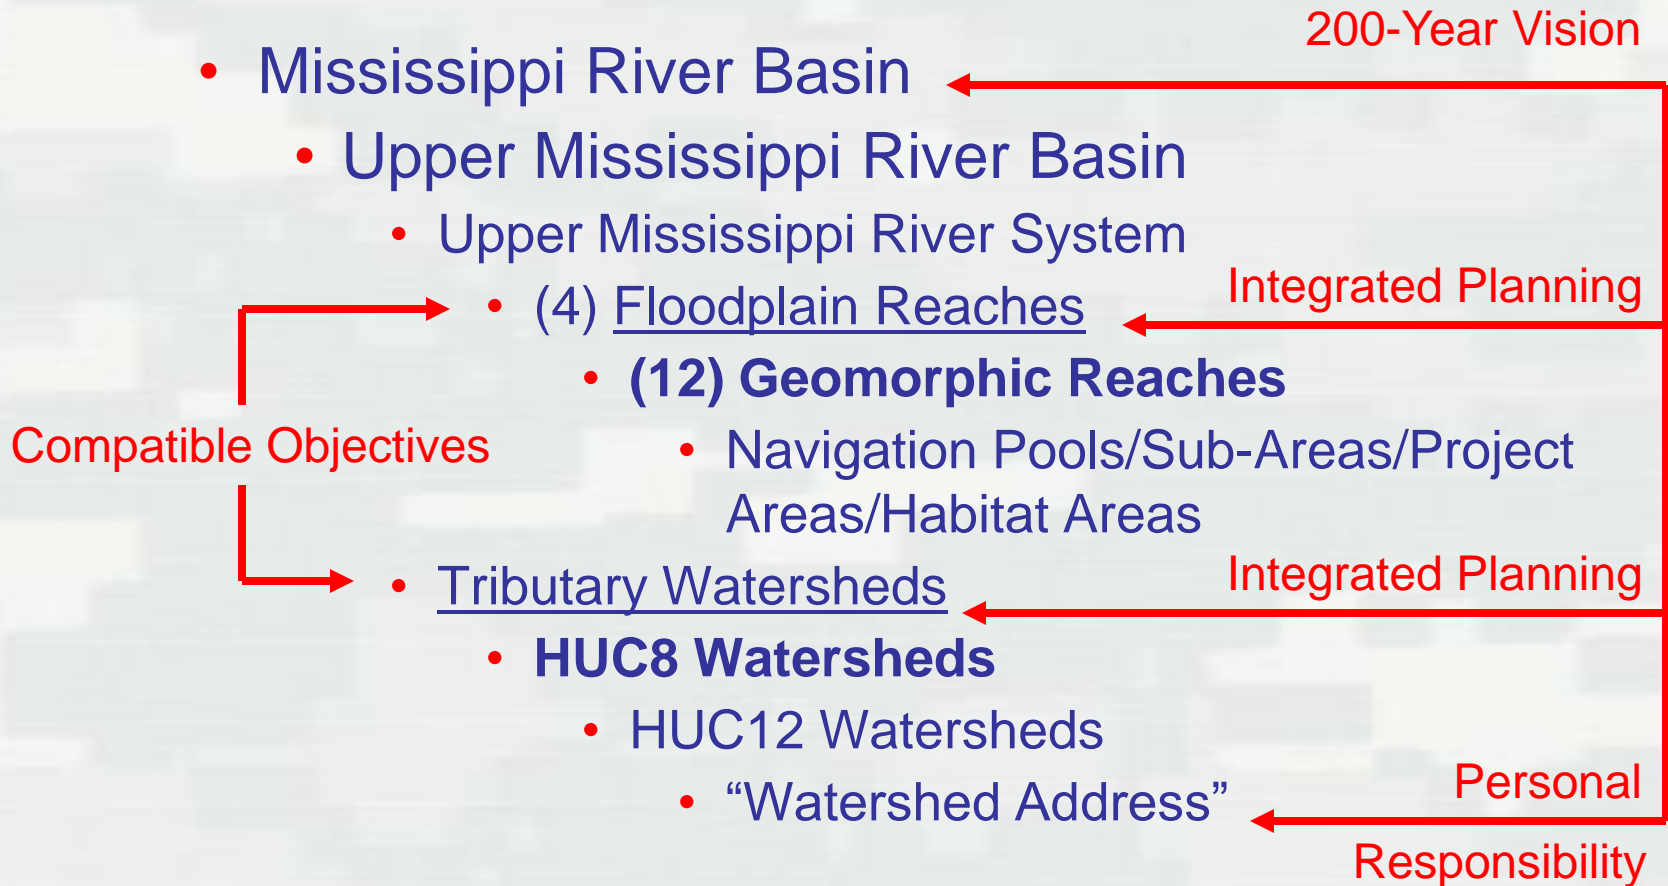 200-Year Vision
• Mississippi River Basin
• Upper Mississippi River Basin
• Upper Mississippi River System
Integrated Planning
• (4) Floodplain Reaches
• (12) Geomorphic Reaches
Compatible Objectives
• Navigation Pools/Sub-Areas/Project
Areas/Habitat Areas
Integrated Planning
• Tributary Watersheds
• HUC8 Watersheds
• HUC12 Watersheds
• “Watershed Address”
Personal
Responsibility